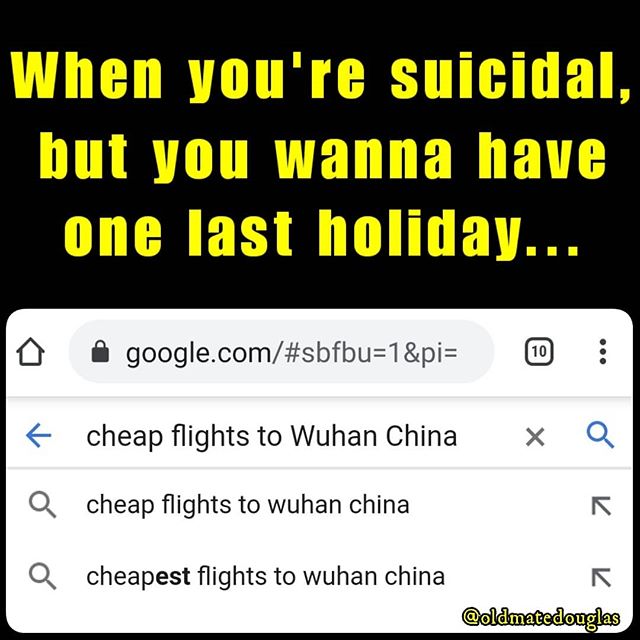 When you're suicidal,
but you wanna have
one last holiday...
google.com/#sbfbu=1&pi=
10
cheap flights to Wuhan China
cheap flights to wuhan china
cheapest flights to wuhan china
@oldmatedouglas